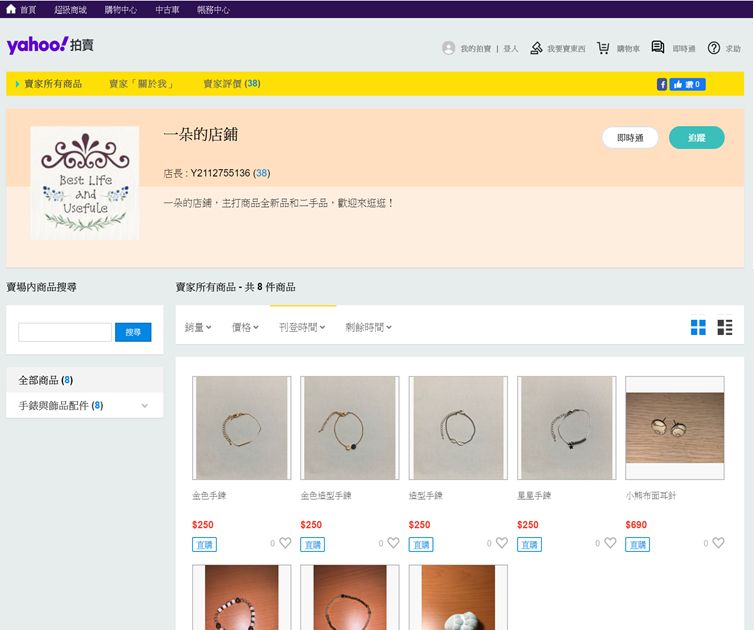 首頁 超級商城 購物中心 中古車 帳務中心
yahoo!拍賣
我的拍賣 | 登入 我要賣東西 購物車 即時通 求助
賣家所有商品 賣家「關於我」 賣家評價 (38)
f 讚 0
一朵的店鋪
即時通 追蹤
Best Life
and
Usefule
店長 : Y2112755136 (38)
一朵的店鋪，主打商品全新品和二手品，歡迎來逛逛！
賣場內商品搜尋
搜尋
全部商品 (8)
手錶與飾品配件 (8)
賣家所有商品 - 共 8 件商品
銷量 價格 刊登時間 剩餘時間
金色手鍊 金色造型手鍊 造型手鍊 星星手鍊 小熊布面耳針
$250 $250 $250 $250 $690
直購 0 直購 0 直購 0 直購 0 直購 0